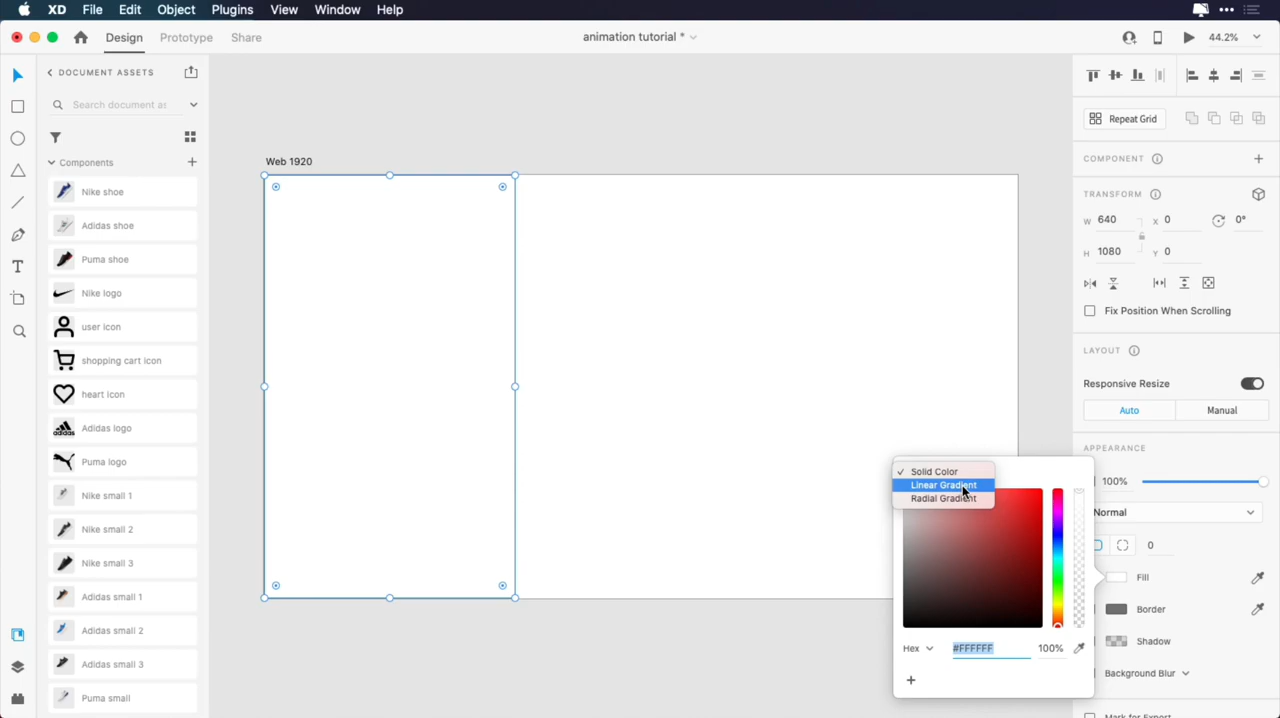 XD File Edit Object Plugins View Window Help
Design Prototype Share
animation tutorial *
44.2%
DOCUMENT ASSETS
Search document as
Components
Nike shoe
Adidas shoe
Puma shoe
Nike logo
user icon
shopping cart icon
heart icon
adidas
Adidas logo
Puma logo
Nike small 1
Nike small 2
Nike small 3
Adidas small 1
Adidas small 2
Adidas small 3
Puma small
Web 1920
Repeat Grid
COMPONENT
TRANSFORM
W 640 X 0 0°
H 1080 Y 0
Fix Position When Scrolling
LAYOUT
Responsive Resize
Auto Manual
APPEARANCE
100%
Normal
0
Fill
Border
Shadow
Background Blur
Mark for Export
Solid Color
Linear Gradient
Radial Gradient
Hex #FFFFFF 100%